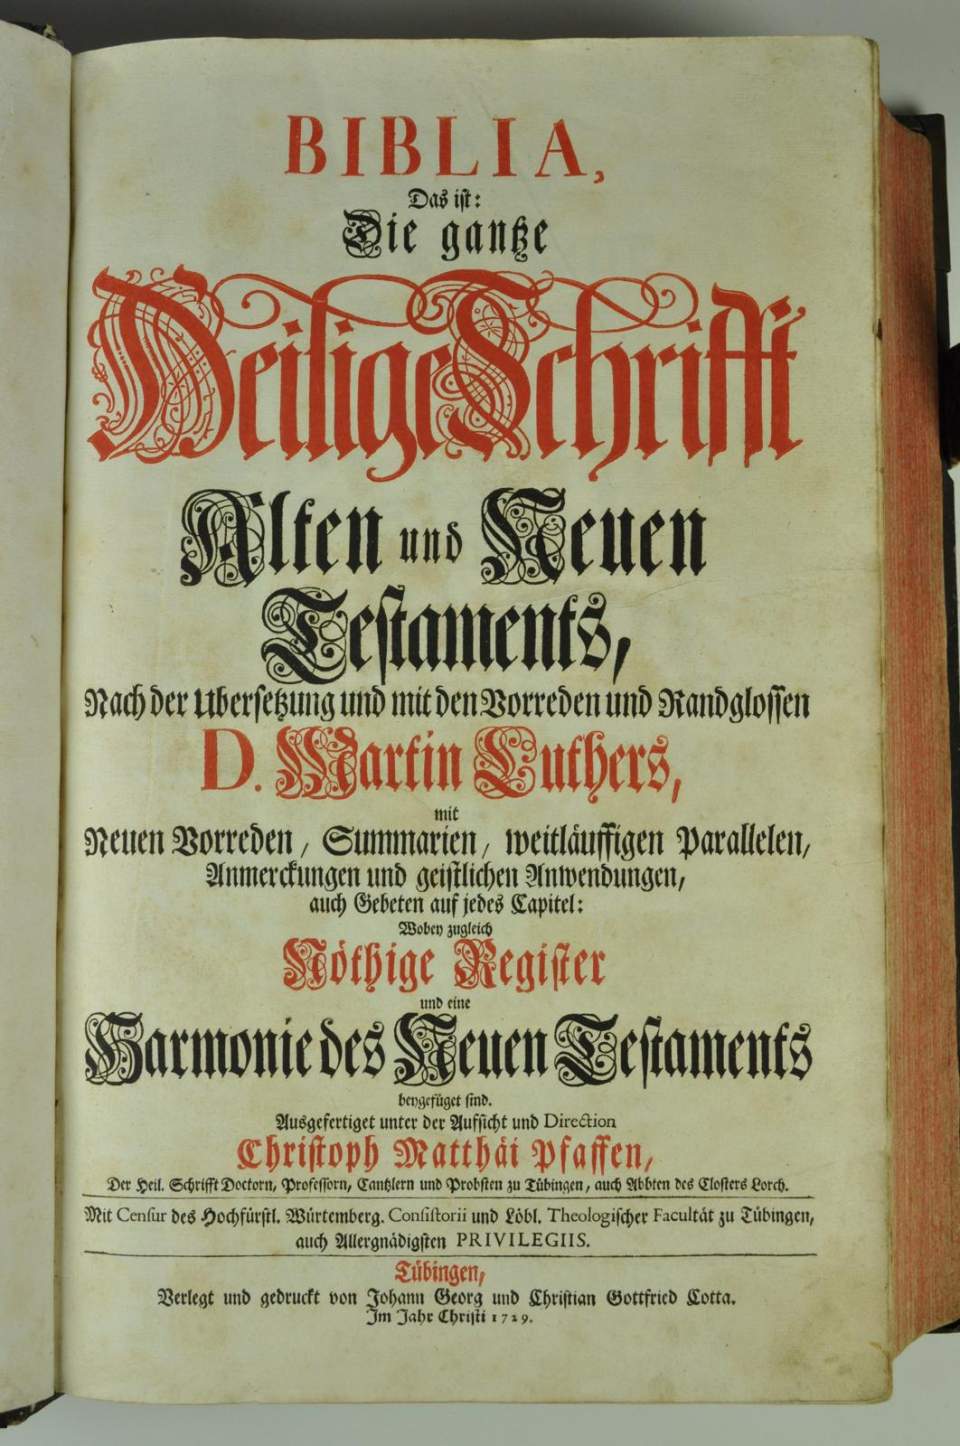 BIBLIA,
Das ist:
Die gantze
Heilige Schrifft
Alten und Neuen
Testaments,
Nach der Ubersetzung und mit den Vorreden und Randglossen
D. Martin Luthers,
mit
Neuen Vorreden, Summarien, weitläuffigen Parallelen,
Anmerckungen und geistlichen Anwendungen,
auch Gebeten auf jedes Capitel:
Wobey zugleich
Nöthige Register
und eine
Harmonie des Neuen Testaments
beygefüget sind.
Ausgefertiget unter der Aufsicht und Direction
Christoph Matthäi Pfaffen,
Der Heil. Schrifft Doctorn, Professorn, Cantzlern und Probsten zu Tübingen, auch Abbten des Closters Lorch.
Mit Censur des Hochfürstl. Würtemberg. Consistorii und Löbl. Theologischer Facultät zu Tübingen,
auch Allergnädigsten PRIVILEGIIS.
Tübingen,
Verlegt und gedruckt von Johann Georg und Christian Gottfried Cotta.
Im Jahr Christi 1729.